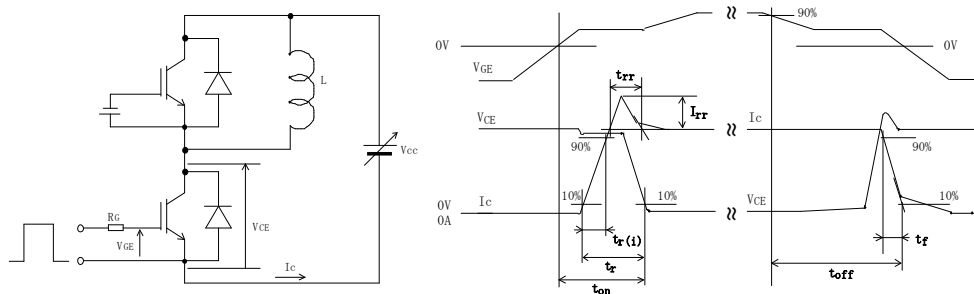 L
Vcc
RG
VGE
VCE
Ic
0V
VGE
90%
0V
trr
Irr
VCE
90%
Ic
90%
10%
10%
0V
0A
Ic
VCE
10%
tr(i)
tr
ton
tf
toff